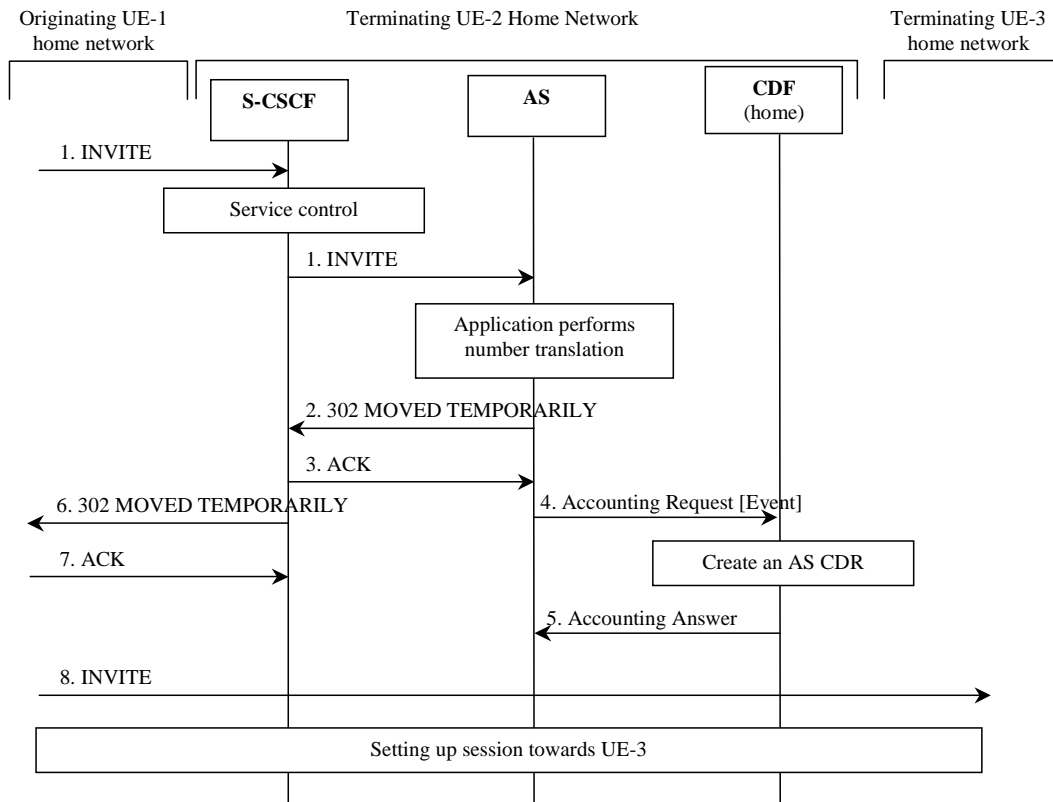 Originating UE-1
home network
Terminating UE-2 Home Network
Terminating UE-3
home network
S-CSCF
AS
CDF
(home)
1. INVITE
Service control
1. INVITE
Application performs
number translation
2. 302 MOVED TEMPORARILY
3. ACK
6. 302 MOVED TEMPORARILY
4. Accounting Request [Event]
7. ACK
Create an AS CDR
5. Accounting Answer
8. INVITE
Setting up session towards UE-3